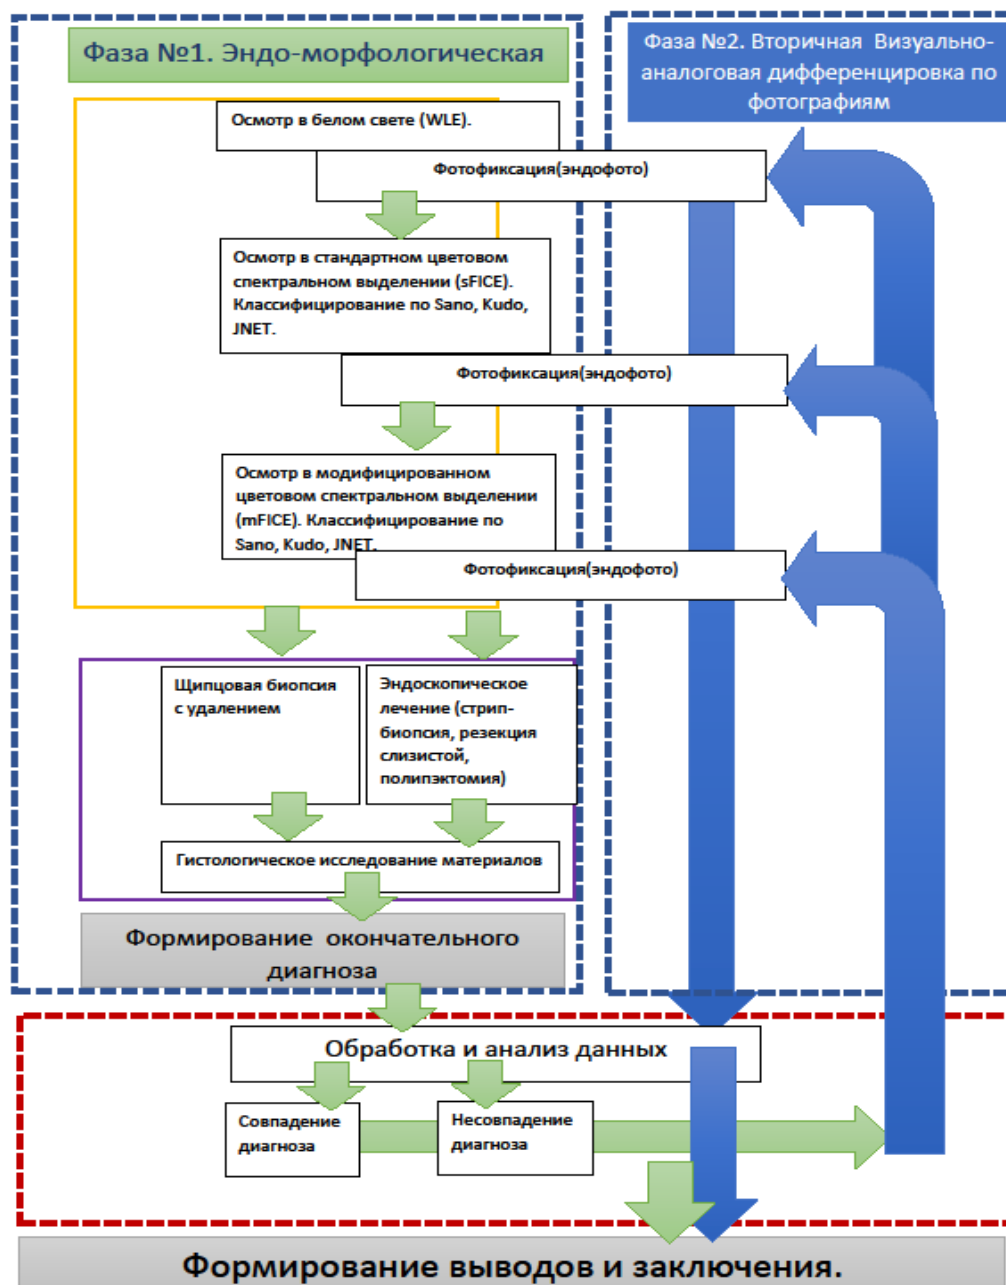 Фаза №1. Эндо-морфологическая
Фаза №2. Вторичная Визуально-
аналоговая дифференцировка по
фотографиям
Осмотр в белом свете (WLE).
Фотофиксация(эндофото)
Осмотр в стандартном цветовом
спектральном выделении (sFICE).
Классифицирование по Sano, Kudo,
JNET.
Фотофиксация(эндофото)
Осмотр в модифицированном
цветовом спектральном выделении
(mFICE). Классифицирование по
Sano, Kudo, JNET.
Фотофиксация(эндофото)
Щипцовая биопсия
с удалением
Эндоскопическое
лечение (стрип-
биопсия, резекция
слизистой,
полипэктомия)
Гистологическое исследование материалов
Формирование окончательного
диагноза
Обработка и анализ данных
Совпадение
диагноза
Несовпадение
диагноза
Формирование выводов и заключения.